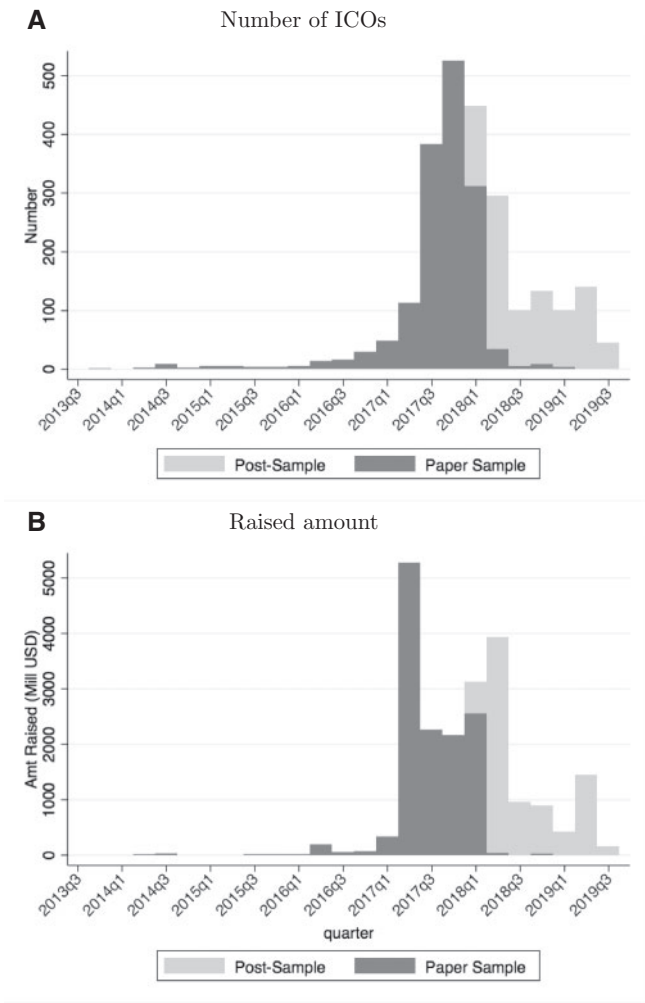 A Number of ICOs
500
400
300
200
100
0
Number
2013q3 2014q1 2014q3 2015q1 2015q3 2016q1 2016q3 2017q1 2017q3 2018q1 2018q3 2019q1 2019q3
Post-Sample Paper Sample
B Raised amount
5000
4000
3000
2000
1000
0
Amt Raised (Mill USD)
2013q3 2014q1 2014q3 2015q1 2015q3 2016q1 2016q3 2017q1 2017q3 2018q1 2018q3 2019q1 2019q3
quarter
Post-Sample Paper Sample